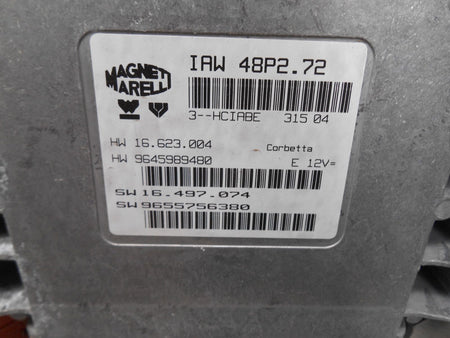 MAGNETI
MARELLI
IAW 48P2.72
3--HCIABE 315 04
HW 16.623.004 Corbetta
HW 9645989480 E 12V=
SW 16.497.074
SW 9655756380